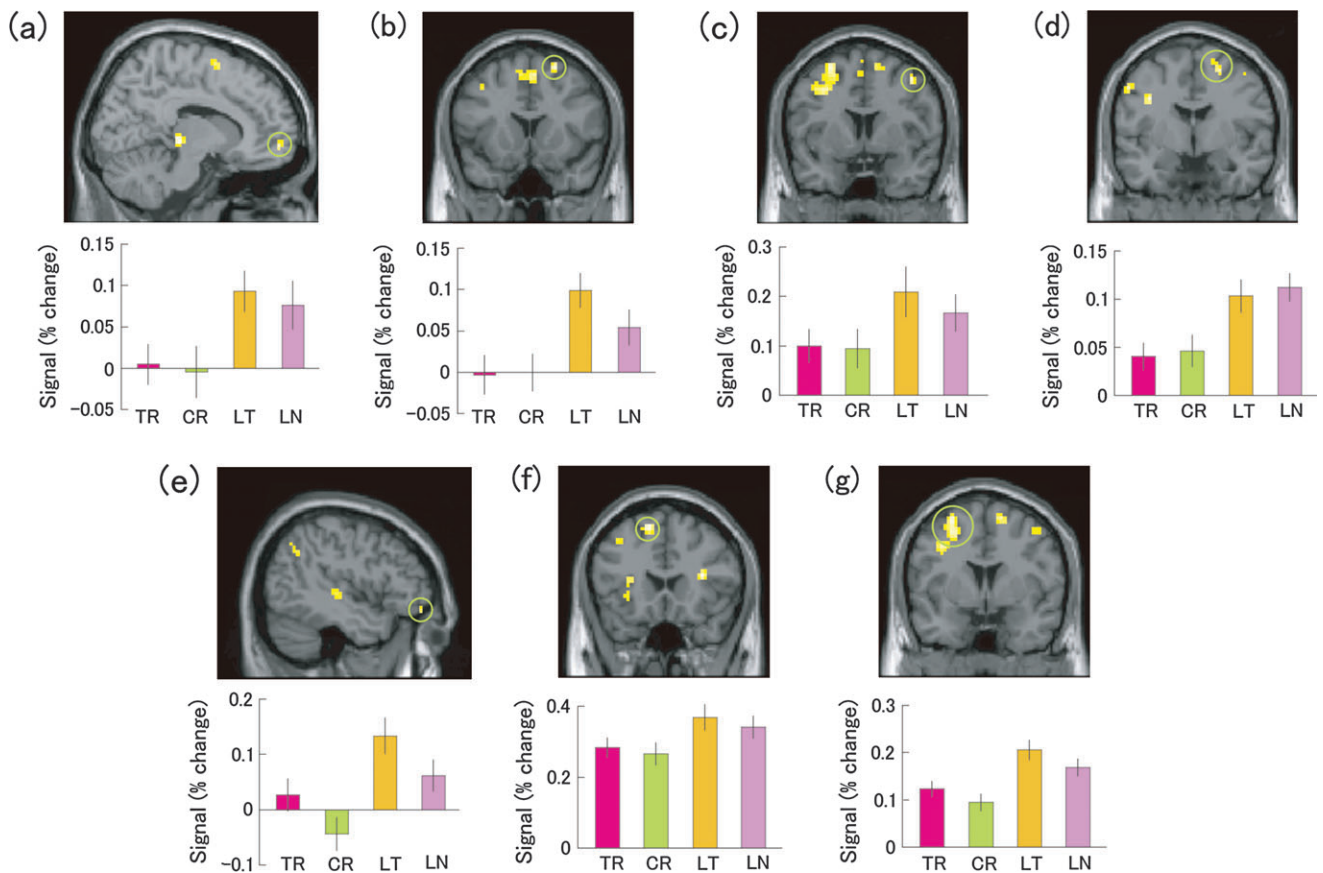 (a)
(b)
(c)
(d)
Signal (% change)
0.15
0.1
0.05
0
−0.05
TR CR LT LN
Signal (% change)
0.15
0.1
0.05
0
−0.05
TR CR LT LN
Signal (% change)
0.3
0.2
0.1
0
TR CR LT LN
Signal (% change)
0.15
0.1
0.05
0
TR CR LT LN
(e)
(f)
(g)
Signal (% change)
0.2
0.1
0
−0.1
TR CR LT LN
Signal (% change)
0.4
0.2
0
TR CR LT LN
Signal (% change)
0.3
0.2
0.1
0
TR CR LT LN